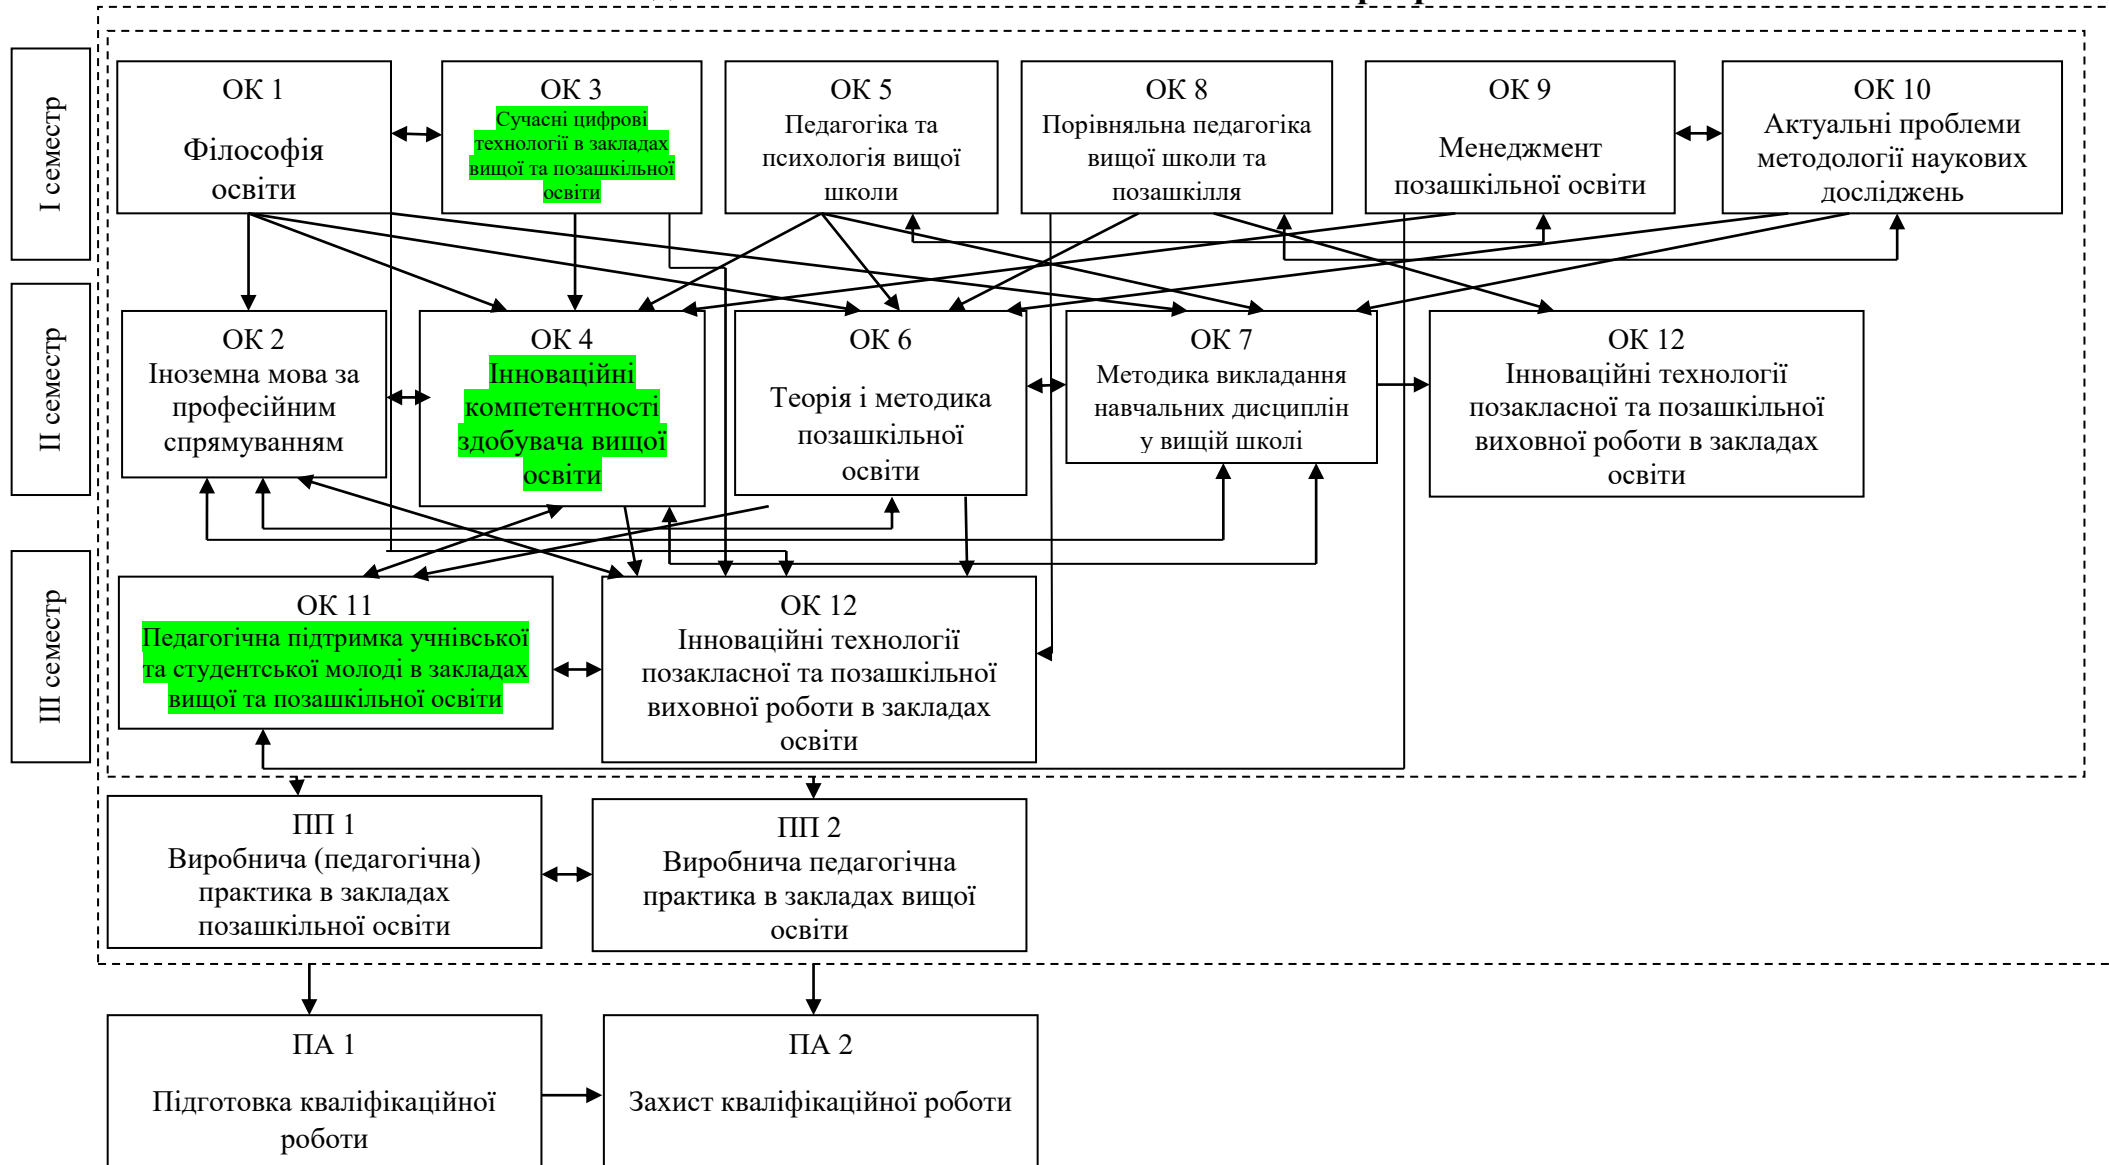 І семестр
ОК 1
Філософія
освіти
ОК 3
Сучасні цифрові
технології в закладах
вищої та позашкільної
освіти
ОК 5
Педагогіка та
психологія вищої
школи
ОК 8
Порівняльна педагогіка
вищої школи та
позашкілля
ОК 9
Менеджмент
позашкільної освіти
ОК 10
Актуальні проблеми
методології наукових
досліджень
ІІ семестр
ОК 2
Іноземна мова за
професійним
спрямуванням
ОК 4
Інноваційні
компетентності
здобувача вищої
освіти
ОК 6
Теорія і методика
позашкільної
освіти
ОК 7
Методика викладання
навчальних дисциплін
у вищій школі
ОК 12
Інноваційні технології
позакласної та позашкільної
виховної роботи в закладах
освіти
ІІІ семестр
ОК 11
Педагогічна підтримка учнівської
та студентської молоді в закладах
вищої та позашкільної освіти
ОК 12
Інноваційні технології
позакласної та позашкільної
виховної роботи в закладах
освіти
ПП 1
Виробнича (педагогічна)
практика в закладах
позашкільної освіти
ПП 2
Виробнича педагогічна
практика в закладах вищої
освіти
ПА 1
Підготовка кваліфікаційної
роботи
ПА 2
Захист кваліфікаційної роботи